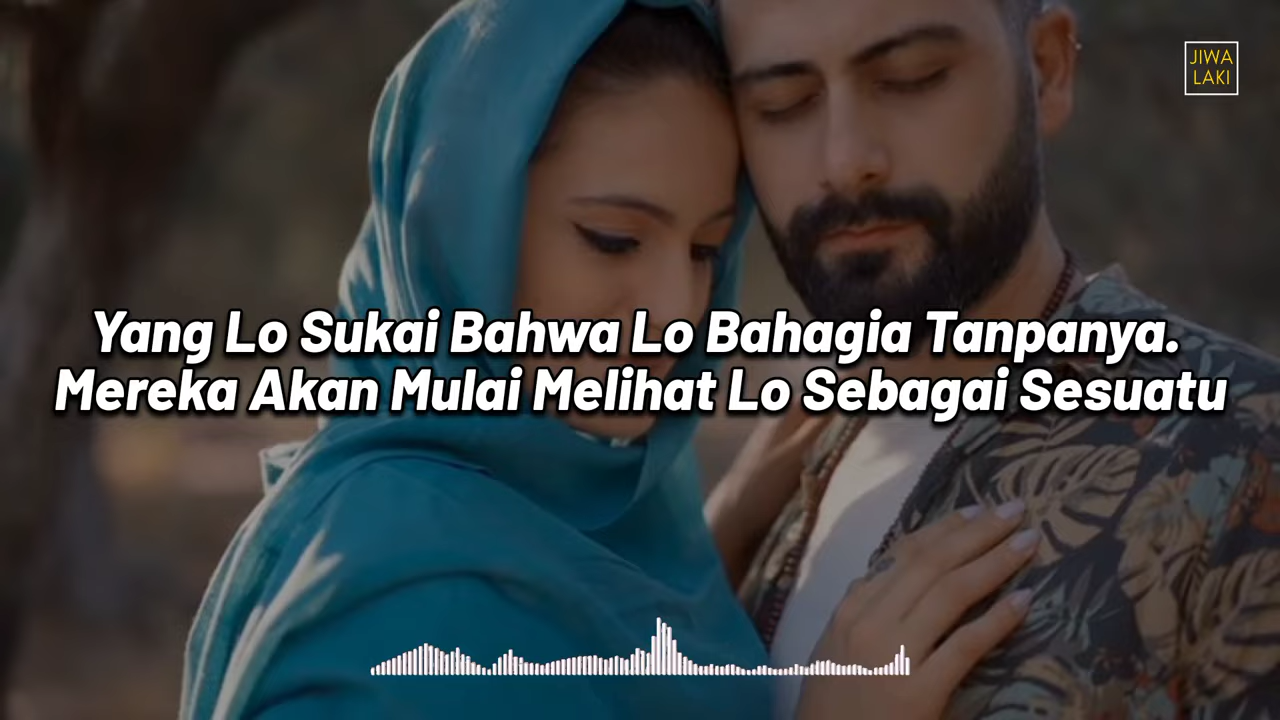 JIWA
LAKI
Yang Lo Sukai Bahwa Lo Bahagia Tanpanya.
Mereka Akan Mulai Melihat Lo Sebagai Sesuatu